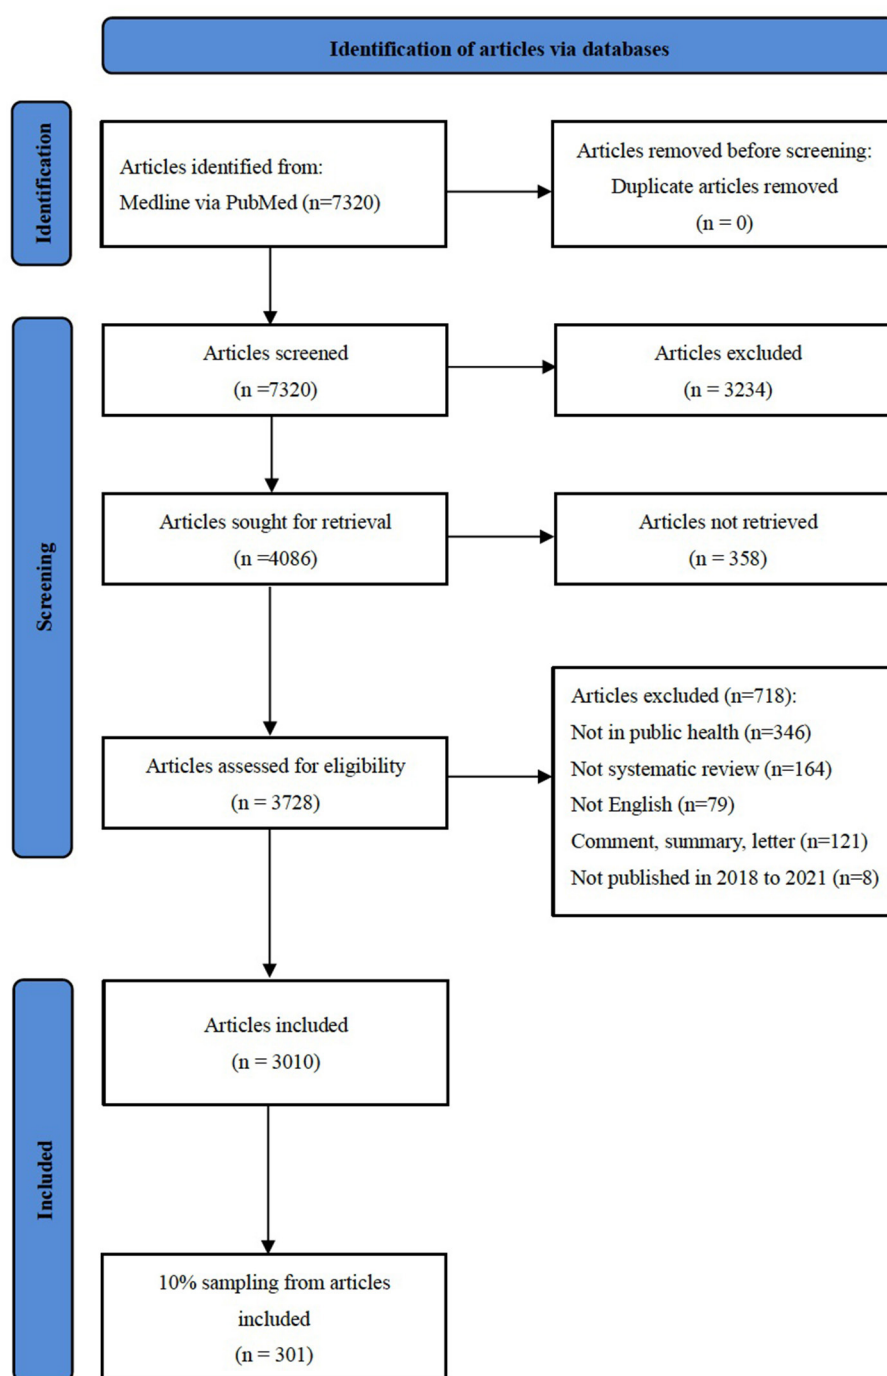 Identification of articles via databases
Identification
Articles identified from:
Medline via PubMed (n=7320)
Articles removed before screening:
Duplicate articles removed
(n = 0)
Screening
Articles screened
(n =7320)
Articles excluded
(n = 3234)
Articles sought for retrieval
(n =4086)
Articles not retrieved
(n = 358)
Articles assessed for eligibility
(n = 3728)
Articles excluded (n=718):
Not in public health (n=346)
Not systematic review (n=164)
Not English (n=79)
Comment, summary, letter (n=121)
Not published in 2018 to 2021 (n=8)
Included
Articles included
(n = 3010)
10% sampling from articles
included
(n = 301)